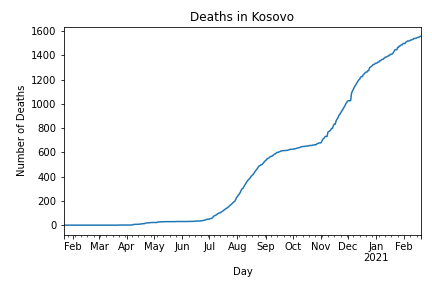 Deaths in Kosovo
Number of Deaths
1600
1400
1200
1000
800
600
400
200
0
Feb Mar Apr May Jun Jul Aug Sep Oct Nov Dec Jan Feb
2021
Day